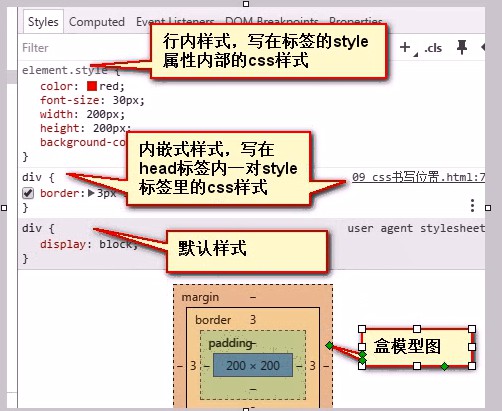 Styles Computed Event Listeners DOM Breakpoints Properties
行内样式，写在标签的style
属性内部的css样式
Filter
.cls
element.style {
color: red;
font-size: 30px;
width: 200px;
height: 200px;
background-co
}
内嵌式样式，写在
head标签内一对style
标签里的css样式
div {
09 css书写位置.html:7
border: 3px
}
div {
user agent stylesheet
display: block;
}
默认样式
margin –
border 3
padding –
– 3 – 200 × 200 – 3 –
–
盒模型图